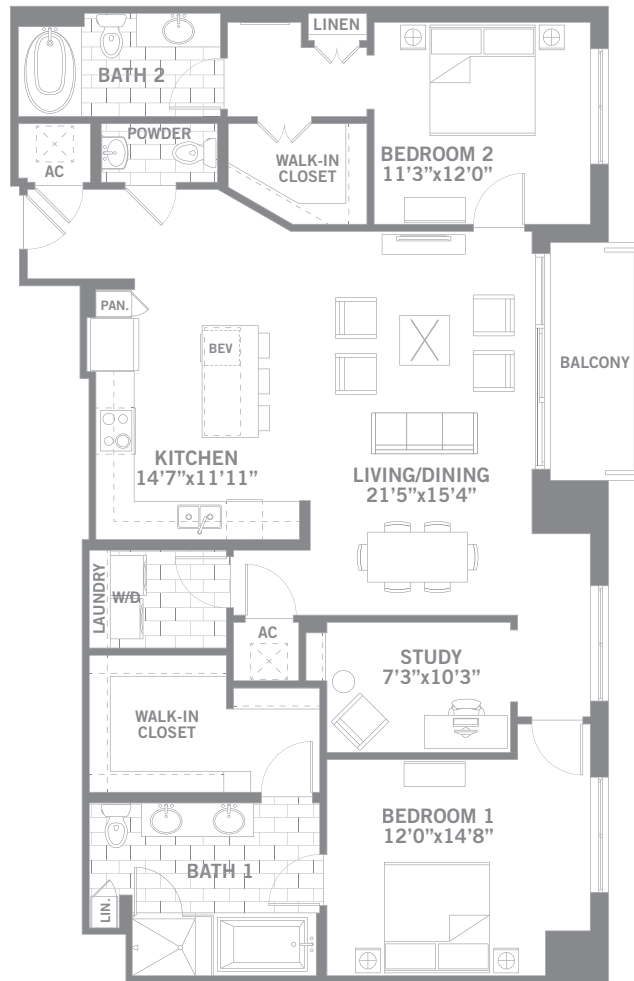 LINEN
BATH 2
POWDER
AC
WALK-IN
CLOSET
BEDROOM 2
11’3”x12’0”
PAN.
BEV
BALCONY
KITCHEN
14’7”x11’11”
LIVING/DINING
21’5”x15’4”
LAUNDRY
W/D
AC
STUDY
7’3”x10’3”
WALK-IN
CLOSET
BEDROOM 1
12’0”x14’8”
BATH 1
LIN.